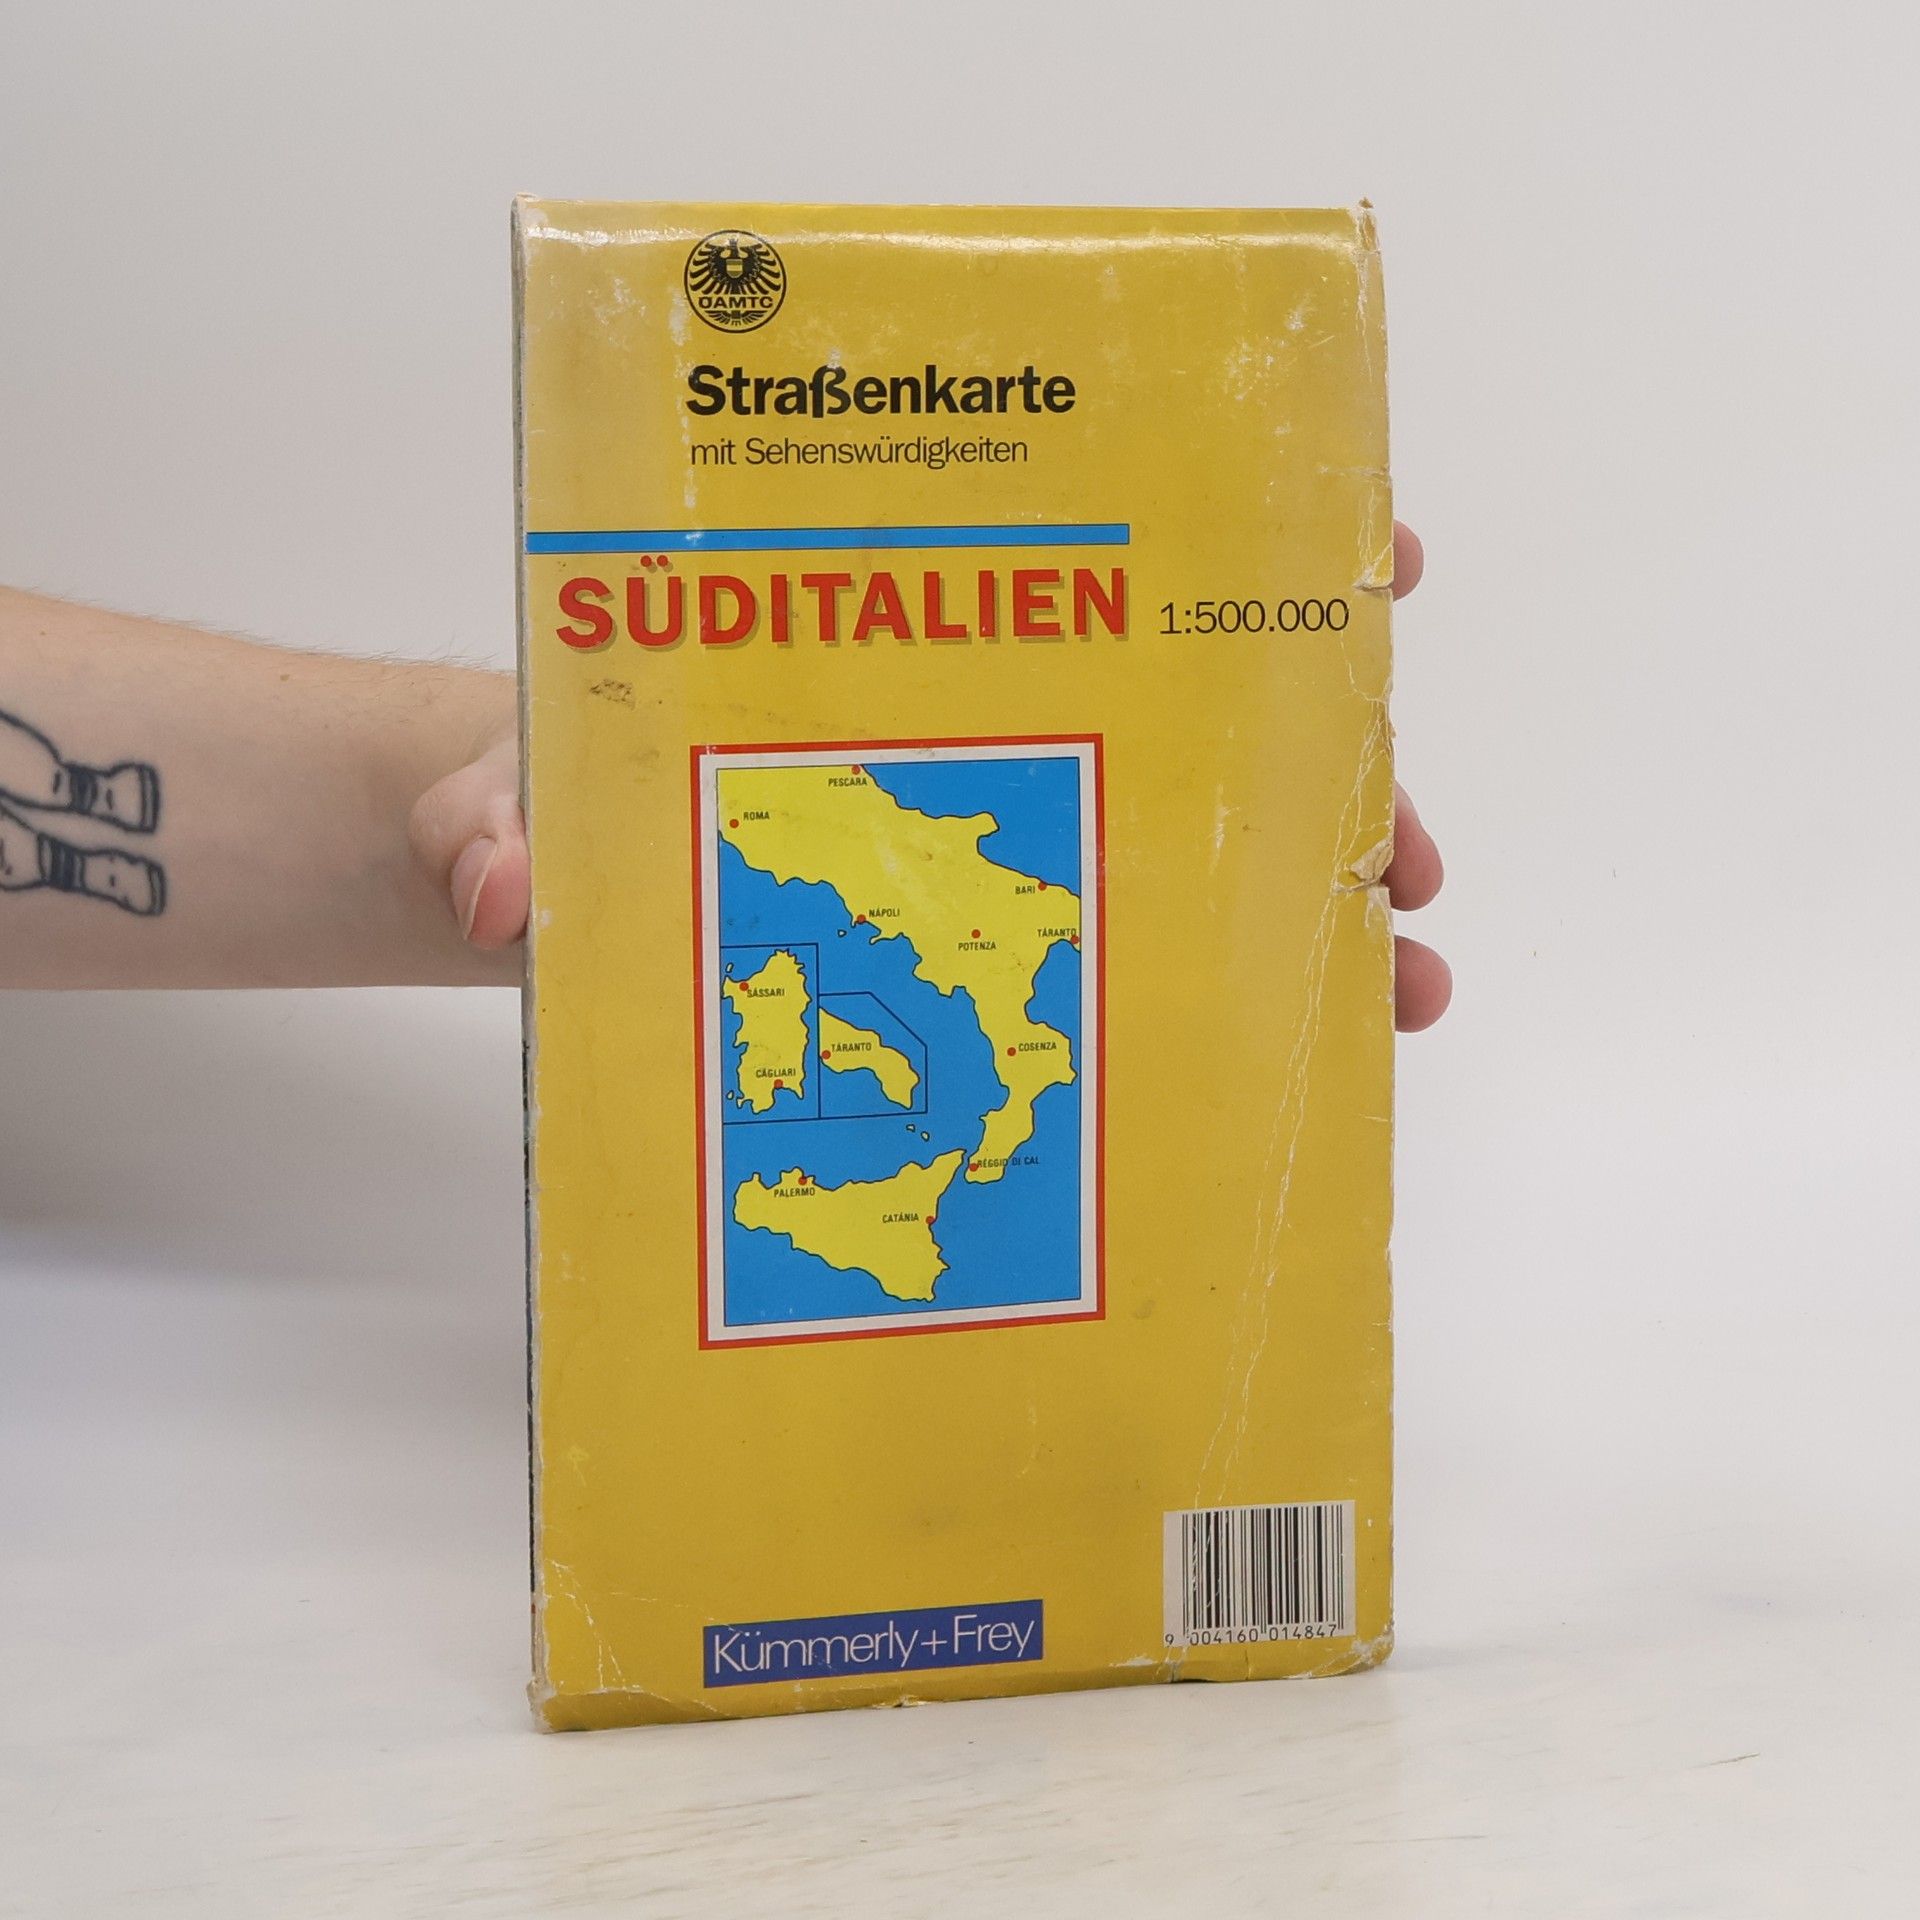 ÖAMTC
Straßenkarte
mit Sehenswürdigkeiten
SÜDITALIEN 1:500.000
PESCARA
ROMA
BARI
NÁPOLI
TÁRANTO
POTENZA
SÁSSARI
TÁRANTO
COSENZA
CÁGLIARI
RÉGGIO DI CAL.
PALERMO
CATÁNIA
Kümmerly+Frey
9 004160 014847